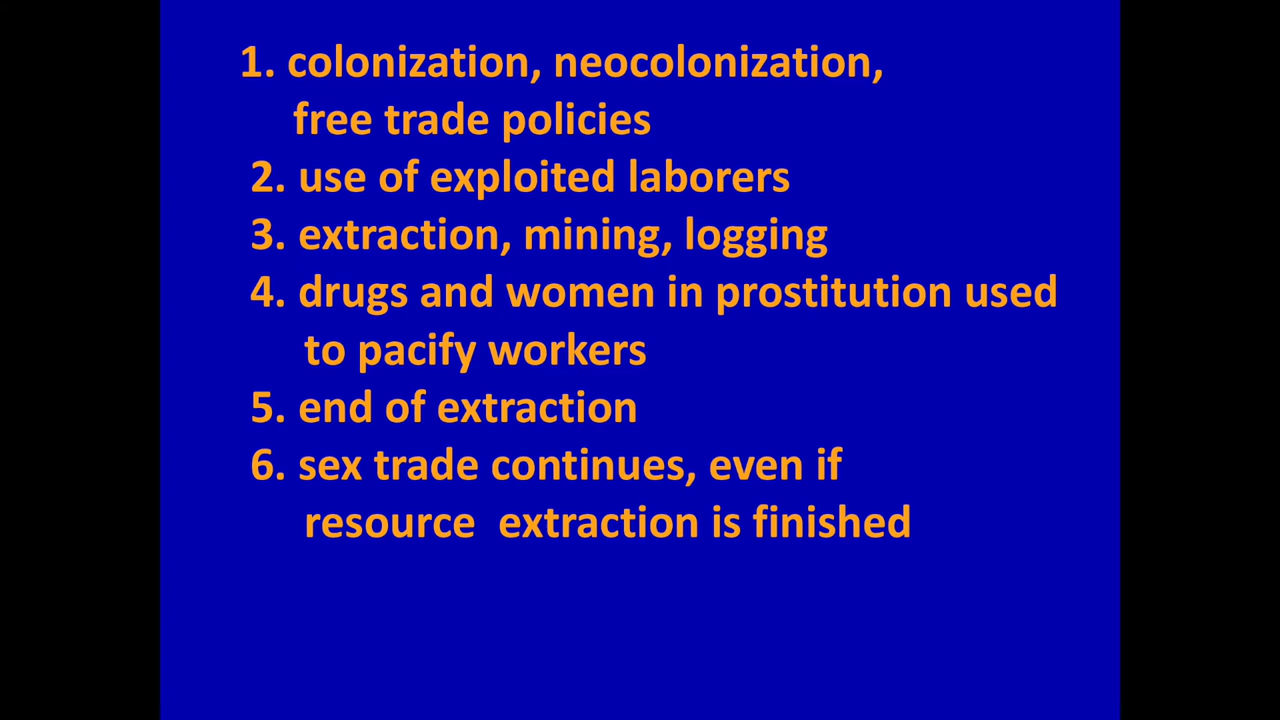 1. colonization, neocolonization,
free trade policies
2. use of exploited laborers
3. extraction, mining, logging
4. drugs and women in prostitution used
to pacify workers
5. end of extraction
6. sex trade continues, even if
resource  extraction is finished